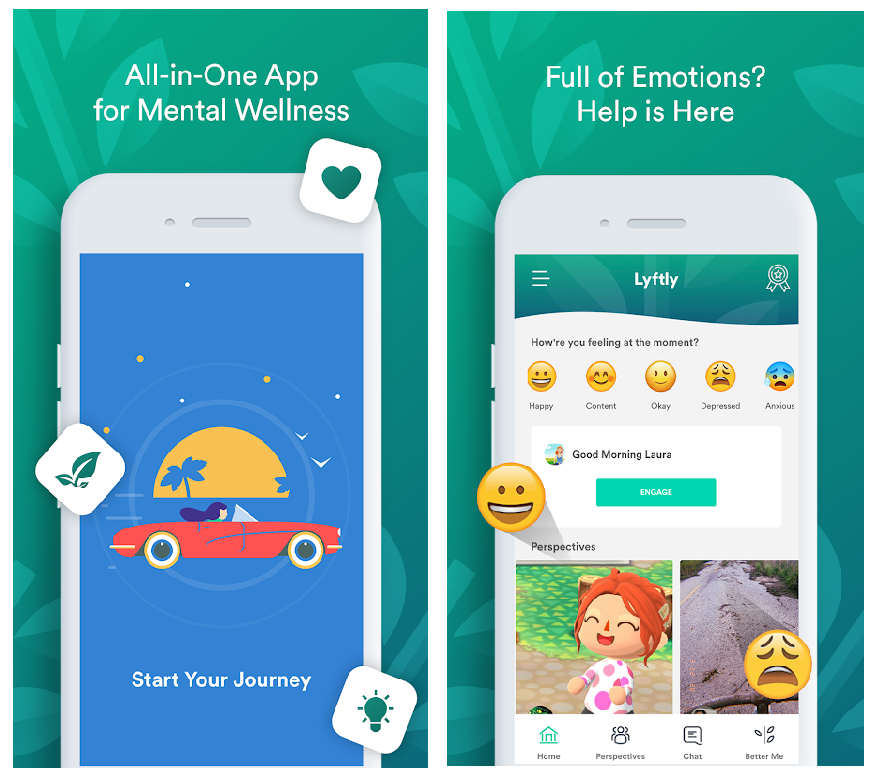 All-in-One App
for Mental Wellness
Start Your Journey
Full of Emotions?
Help is Here
Lyftly
How're you feeling at the moment?
Happy Content Okay Depressed Anxious
Good Morning Laura
ENGAGE
Perspectives
Home Perspectives Chat Better Me